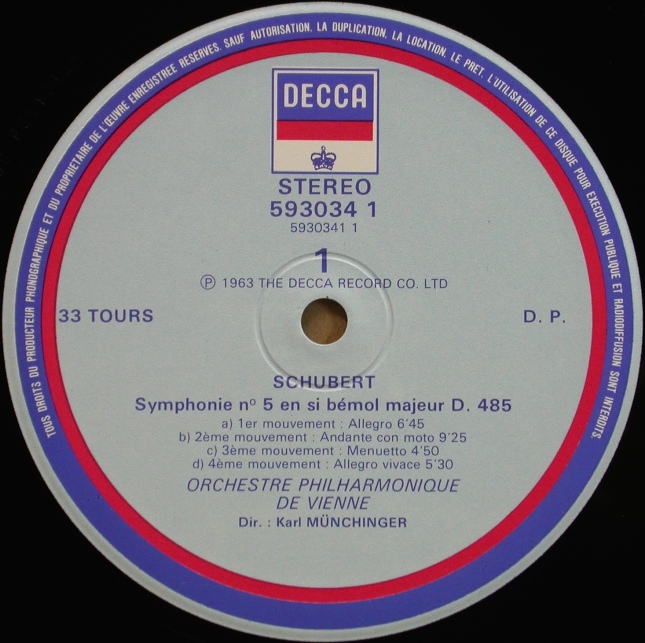 TOUS DROITS DU PRODUCTEUR PHONOGRAPHIQUE ET DU PROPRIETAIRE DE L'ŒUVRE ENREGISTREE RESERVES. SAUF AUTORISATION, LA DUPLICATION, LA LOCATION, LE PRET, L'UTILISATION DE CE DISQUE POUR EXECUTION PUBLIQUE ET RADIODIFFUSION SONT INTERDITS.
DECCA
STEREO
593034 1
5930341 1
1
℗ 1963 THE DECCA RECORD CO. LTD
33 TOURS D. P.
SCHUBERT
Symphonie nº 5 en si bémol majeur D. 485
a) 1er mouvement : Allegro 6'45
b) 2ème mouvement : Andante con moto 9'25
c) 3ème mouvement : Menuetto 4'50
d) 4ème mouvement : Allegro vivace 5'30
ORCHESTRE PHILHARMONIQUE
DE VIENNE
Dir. : Karl MÜNCHINGER